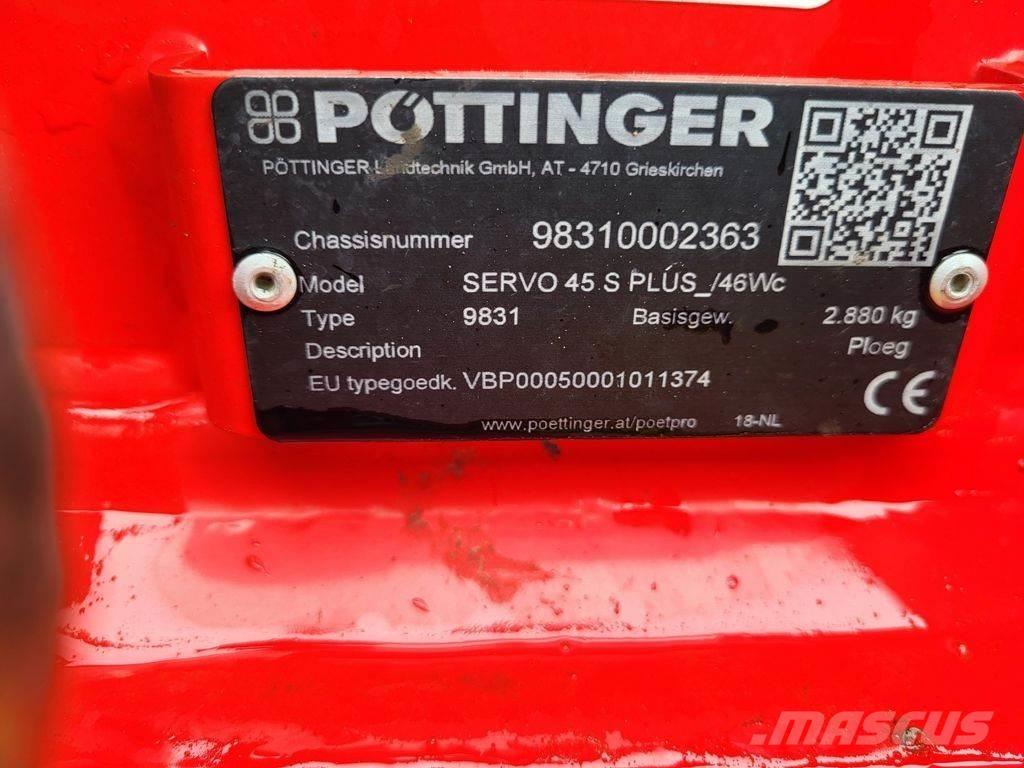 PÖTTINGER
PÖTTINGER Landtechnik GmbH, AT - 4710 Grieskirchen
Chassisnummer 98310002363
Model SERVO 45 S PLUS_/46Wc
Type 9831 Basisgew. 2.880 kg
Description Ploeg
EU typegoedk. VBP00050001011374
CE
www.poettinger.at/poetpro 18-NL
MASCUS